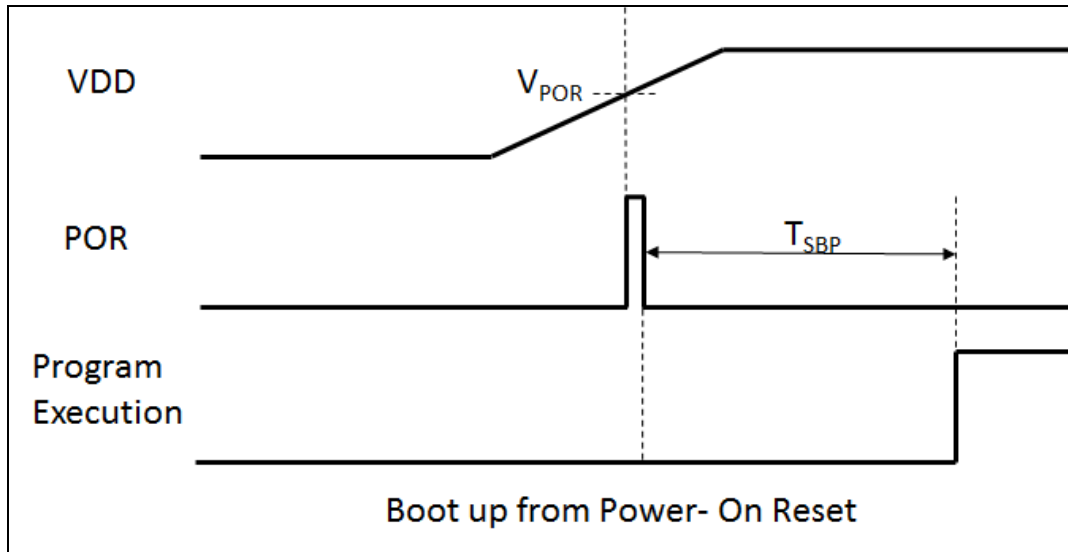 VDD
VPOR
POR
TSBP
Program
Execution
Boot up from Power- On Reset